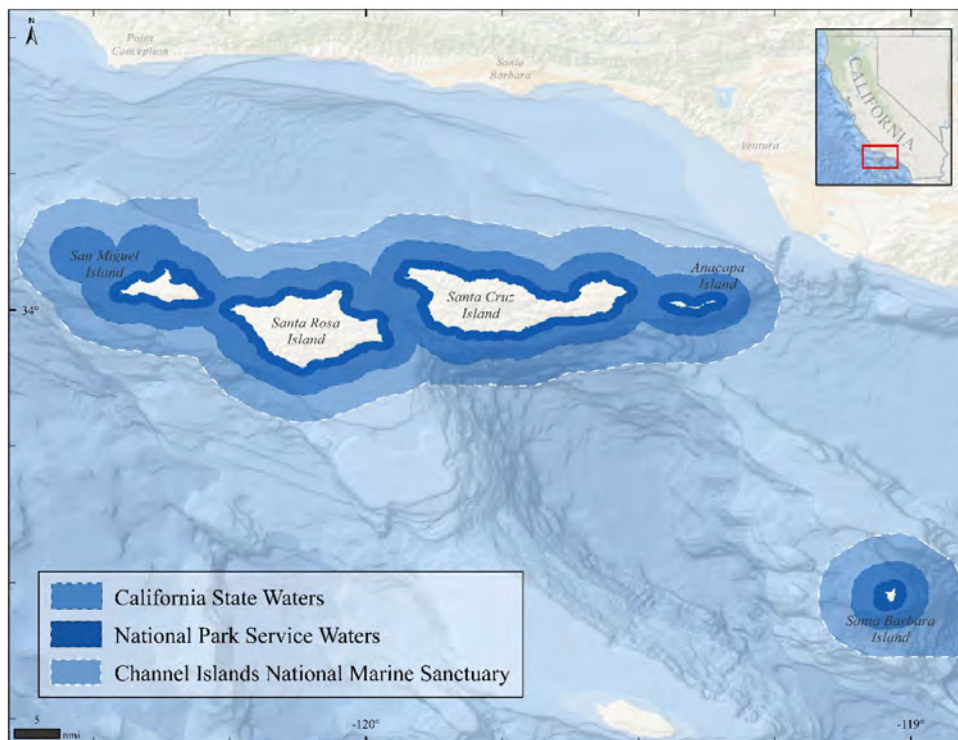 N
Point
Conception
Santa
Barbara
Ventura
CALIFORNIA
San Miguel
Island
Santa Rosa
Island
Santa Cruz
Island
Anacapa
Island
34°
Santa Barbara
Island
California State Waters
National Park Service Waters
Channel Islands National Marine Sanctuary
5
nmi
-120°
-119°